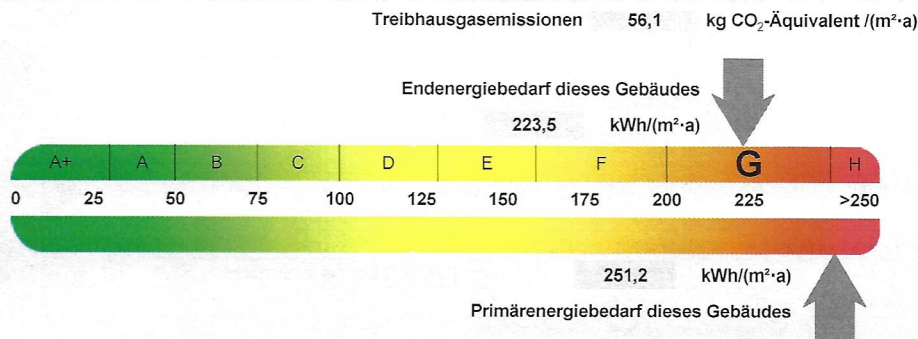 Treibhausgasemissionen 56,1 kg CO₂-Äquivalent /(m²·a)
Endenergiebedarf dieses Gebäudes
223,5 kWh/(m²·a)
A+ A B C D E F G H
0 25 50 75 100 125 150 175 200 225 >250
251,2 kWh/(m²·a)
Primärenergiebedarf dieses Gebäudes